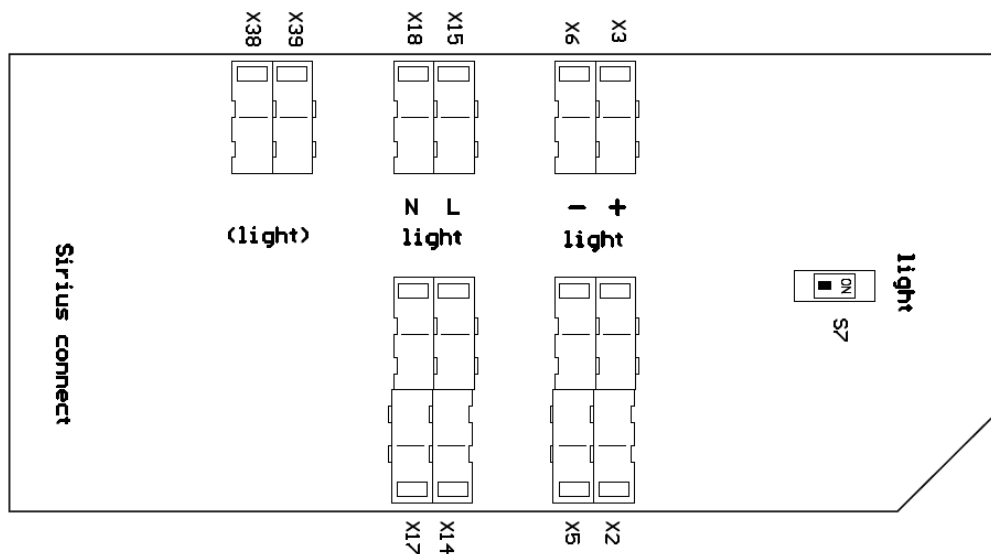 X38 X39 X18 X15 X6 X3
N L - +
(light) light light
Sirius connect
light
ON
S7
X17 X14 X5 X2